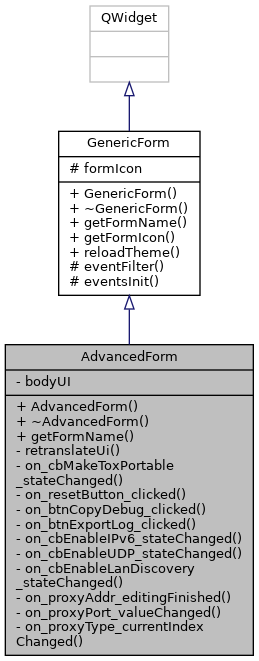 QWidget
GenericForm
# formIcon
+ GenericForm()
+ ~GenericForm()
+ getFormName()
+ getFormIcon()
+ reloadTheme()
# eventFilter()
# eventsInit()
AdvancedForm
- bodyUI
+ AdvancedForm()
+ ~AdvancedForm()
+ getFormName()
- retranslateUi()
- on_cbMakeToxPortable
_stateChanged()
- on_resetButton_clicked()
- on_btnCopyDebug_clicked()
- on_btnExportLog_clicked()
- on_cbEnableIPv6_stateChanged()
- on_cbEnableUDP_stateChanged()
- on_cbEnableLanDiscovery
_stateChanged()
- on_proxyAddr_editingFinished()
- on_proxyPort_valueChanged()
- on_proxyType_currentIndex
Changed()